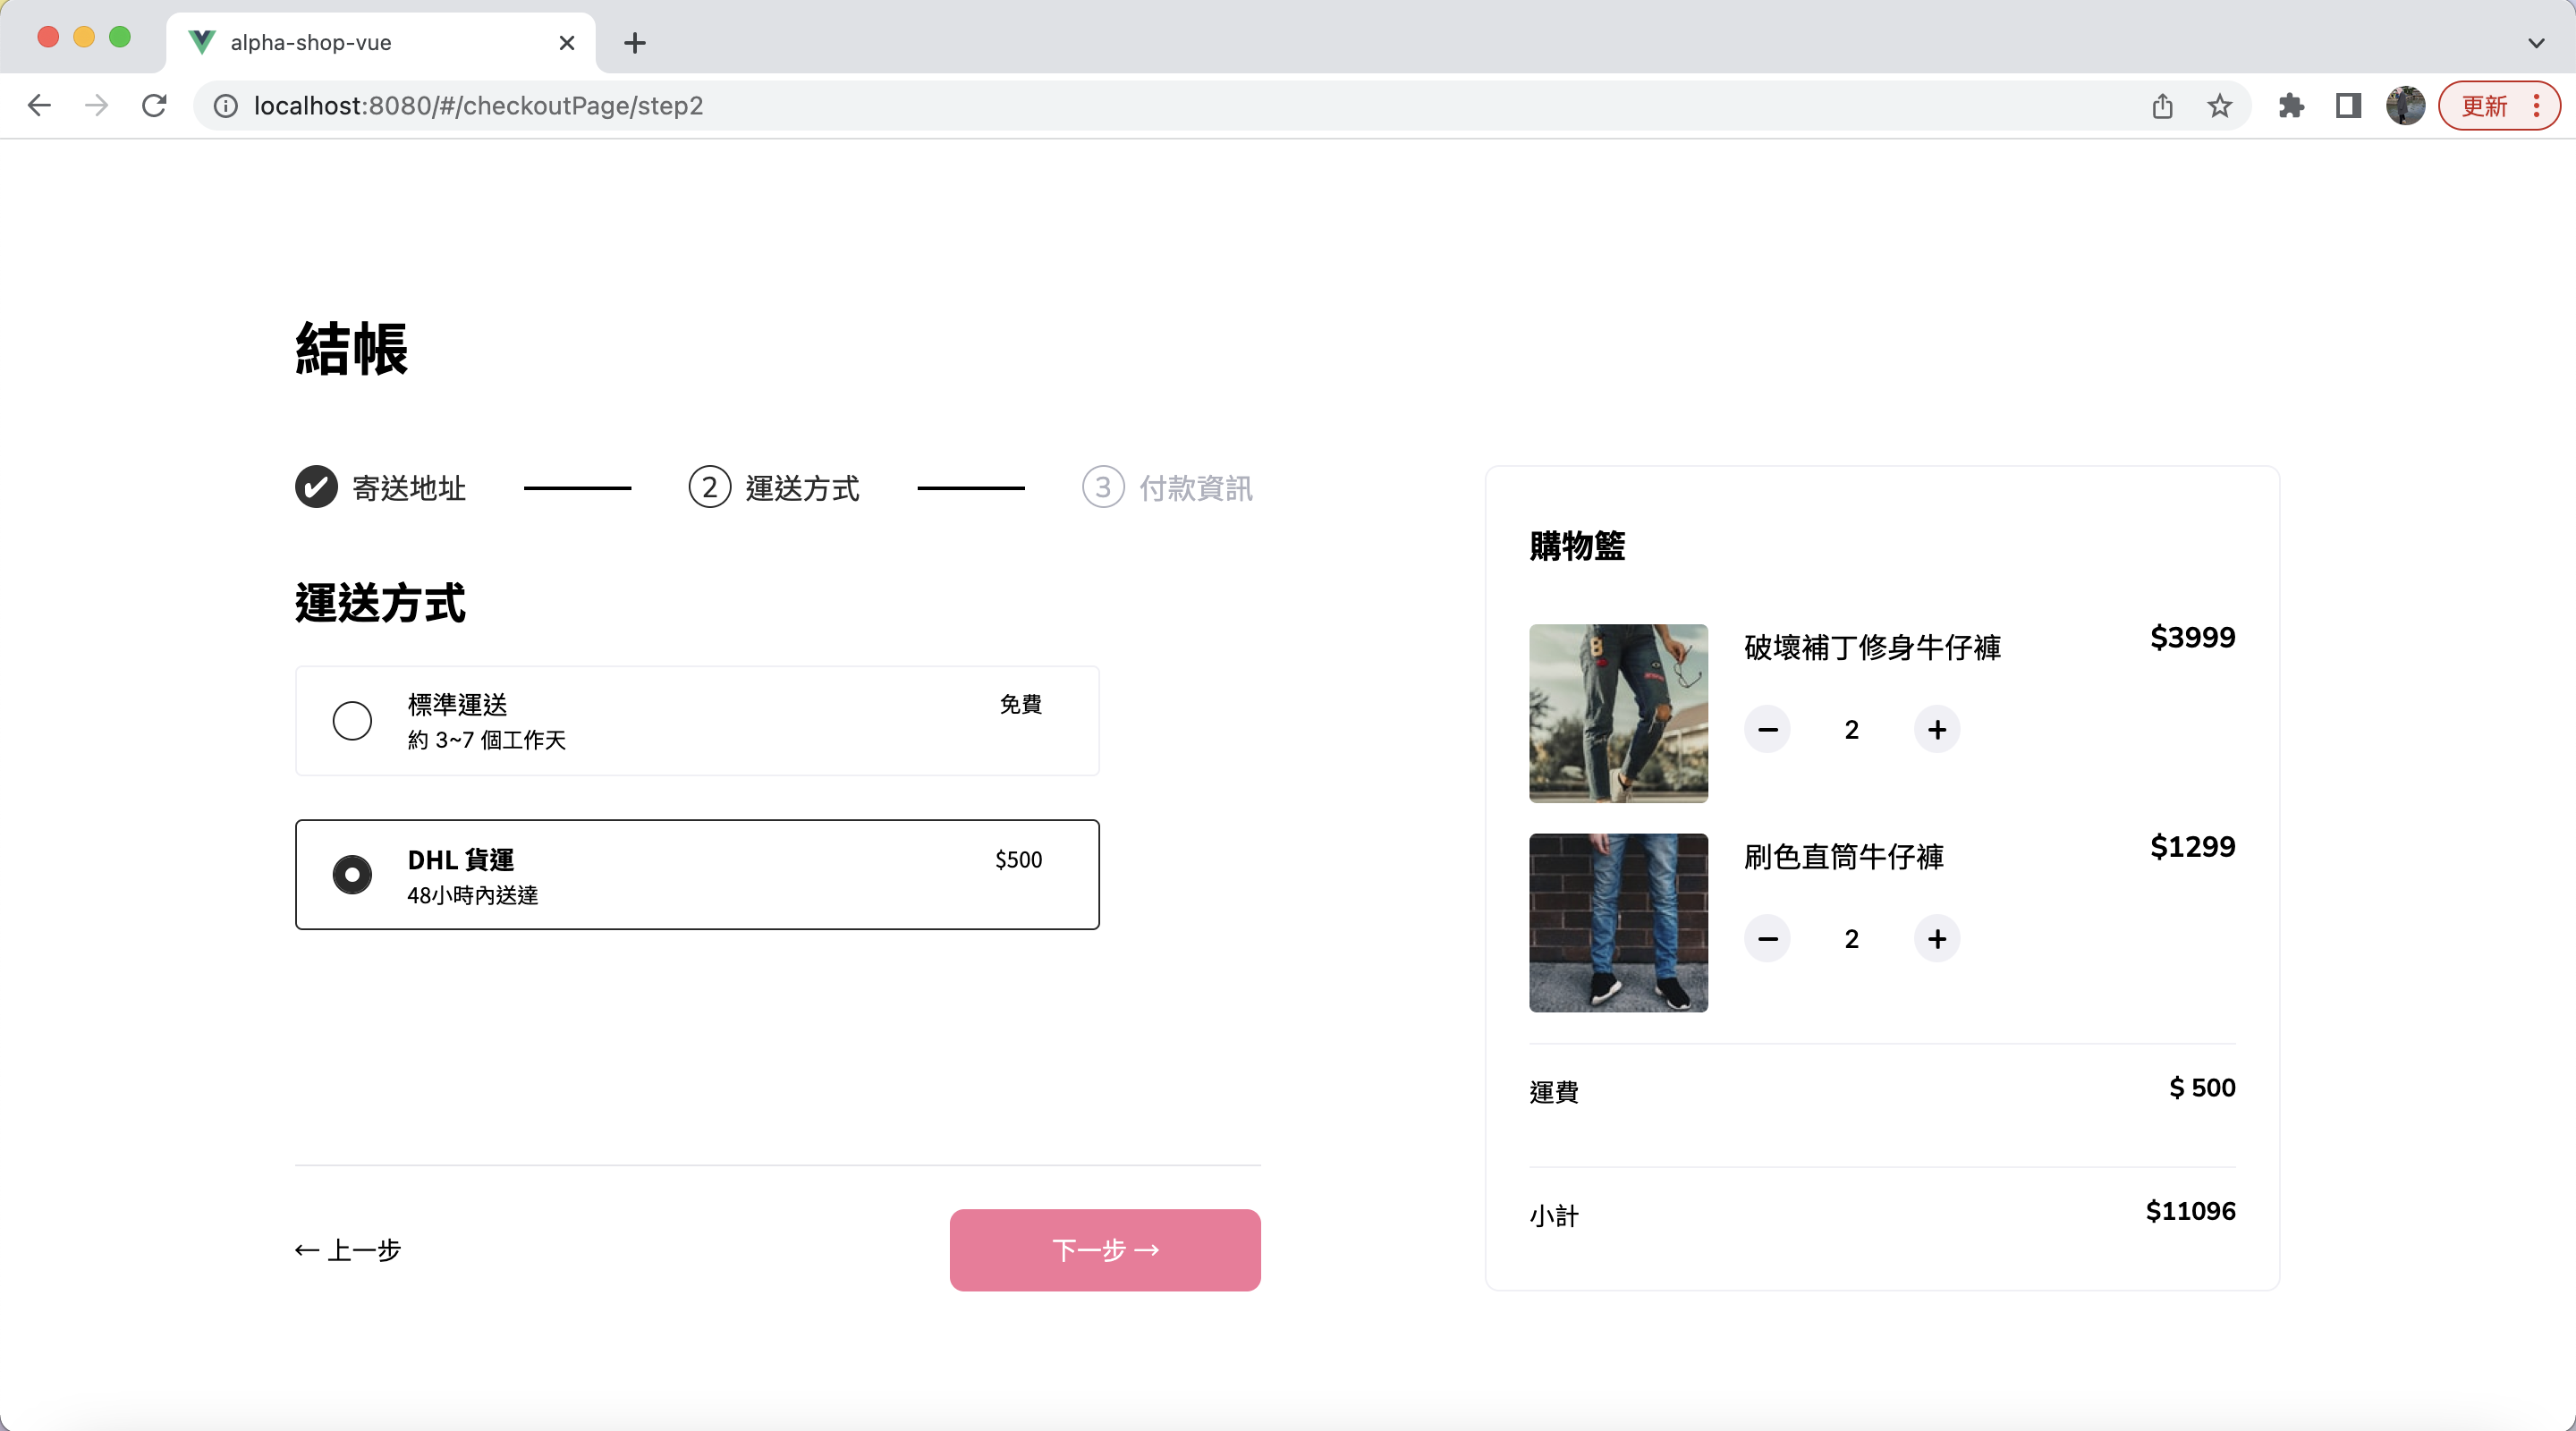 alpha-shop-vue
localhost:8080/#/checkoutPage/step2
更新
結帳
寄送地址
2 運送方式
3 付款資訊
運送方式
標準運送 免費
約 3~7 個工作天
DHL 貨運 $500
48小時內送達
← 上一步
下一步 →
購物籃
破壞補丁修身牛仔褲 $3999
2
刷色直筒牛仔褲 $1299
2
運費 $ 500
小計 $11096